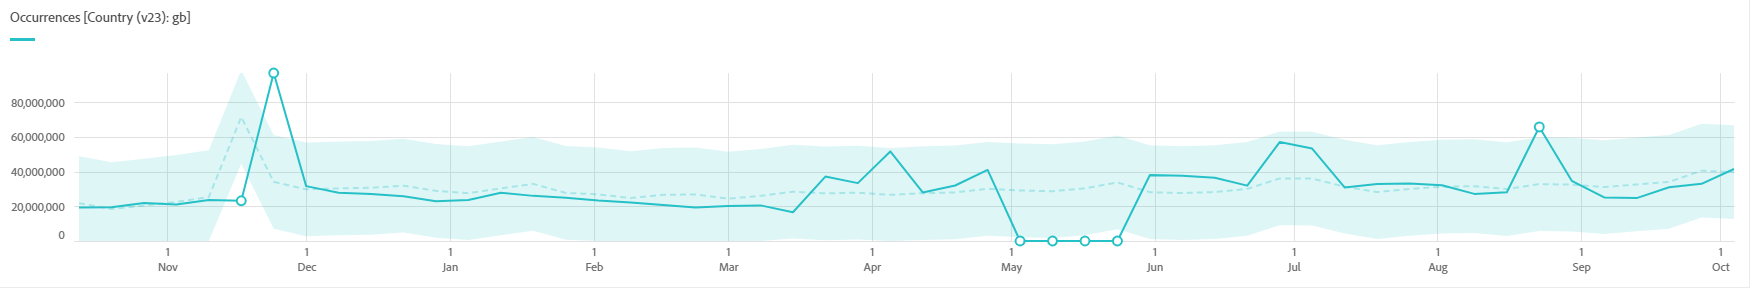 Occurrences [Country (v23): gb]
80,000,000
60,000,000
40,000,000
20,000,000
0
1 1 1 1 1 1 1 1 1 1 1 1
Nov Dec Jan Feb Mar Apr May Jun Jul Aug Sep Oct